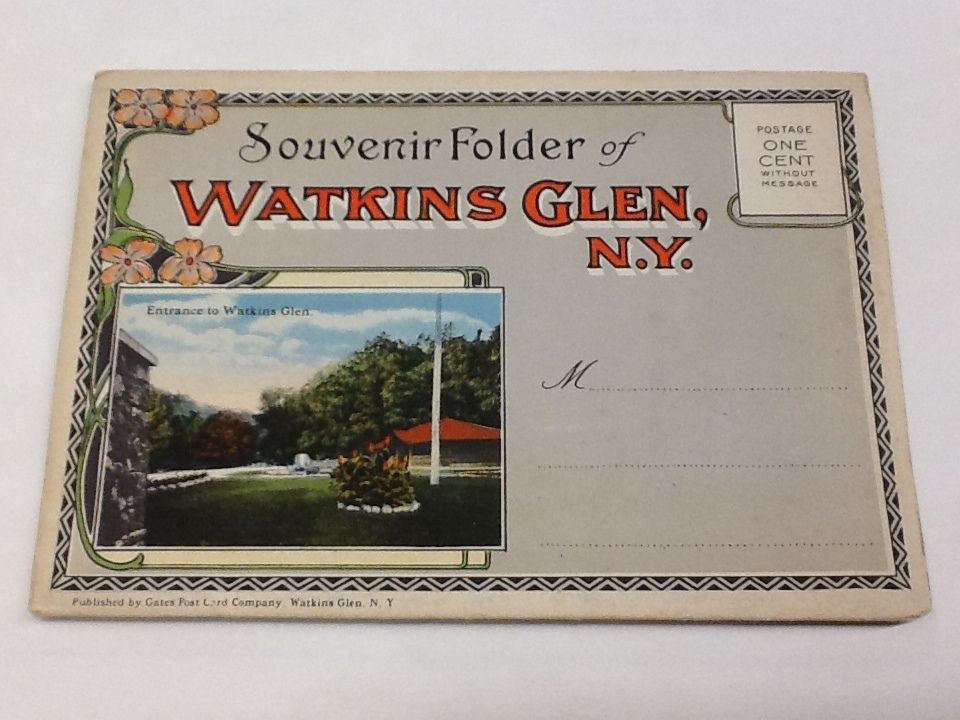 Souvenir Folder of
WATKINS GLEN,
N.Y.
POSTAGE
ONE
CENT
WITHOUT
MESSAGE
Entrance to Watkins Glen.
M
Published by Gates Post Card Company Watkins Glen, N. Y